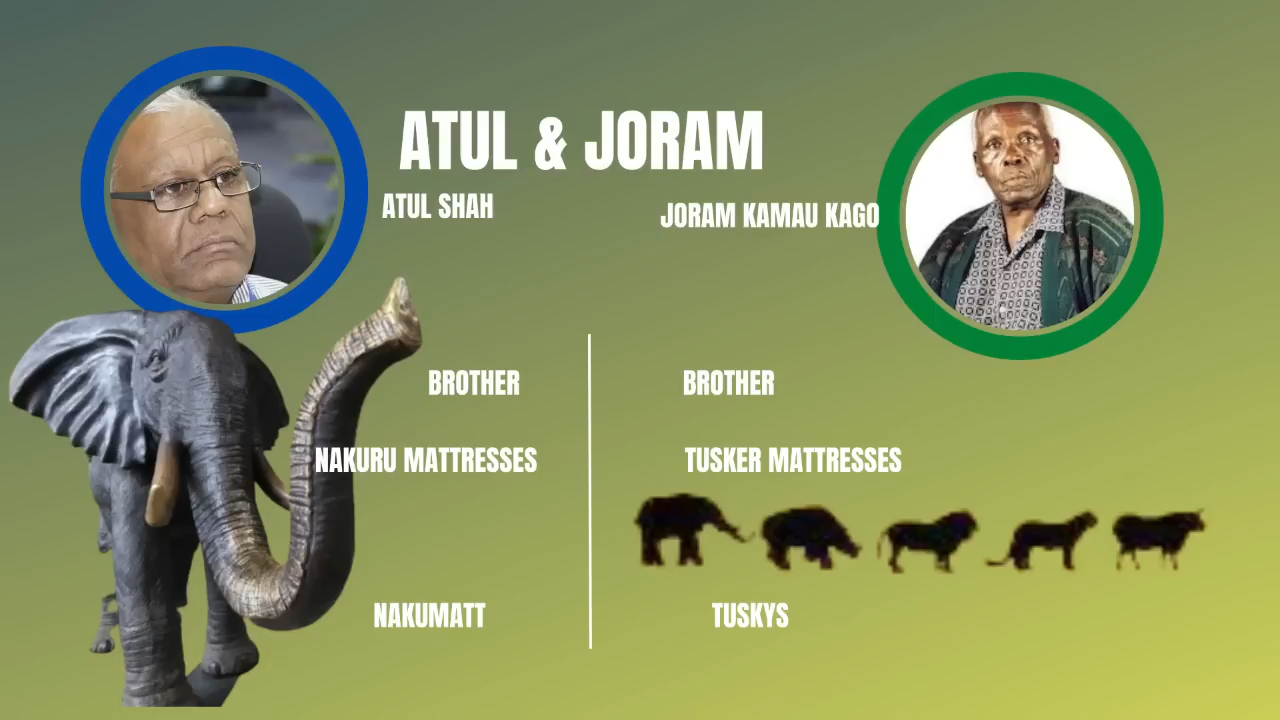 ATUL & JORAM
ATUL SHAH
JORAM KAMAU KAGO
BROTHER
BROTHER
NAKURU MATTRESSES
TUSKER MATTRESSES
NAKUMATT
TUSKYS